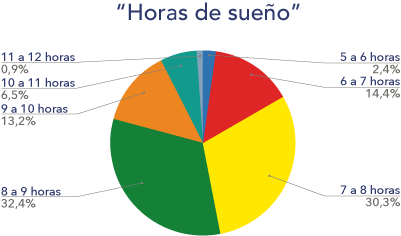 “Horas de sueño”
11 a 12 horas
0,9%
10 a 11 horas
6,5%
9 a 10 horas
13,2%
8 a 9 horas
32,4%
5 a 6 horas
2,4%
6 a 7 horas
14,4%
7 a 8 horas
30,3%